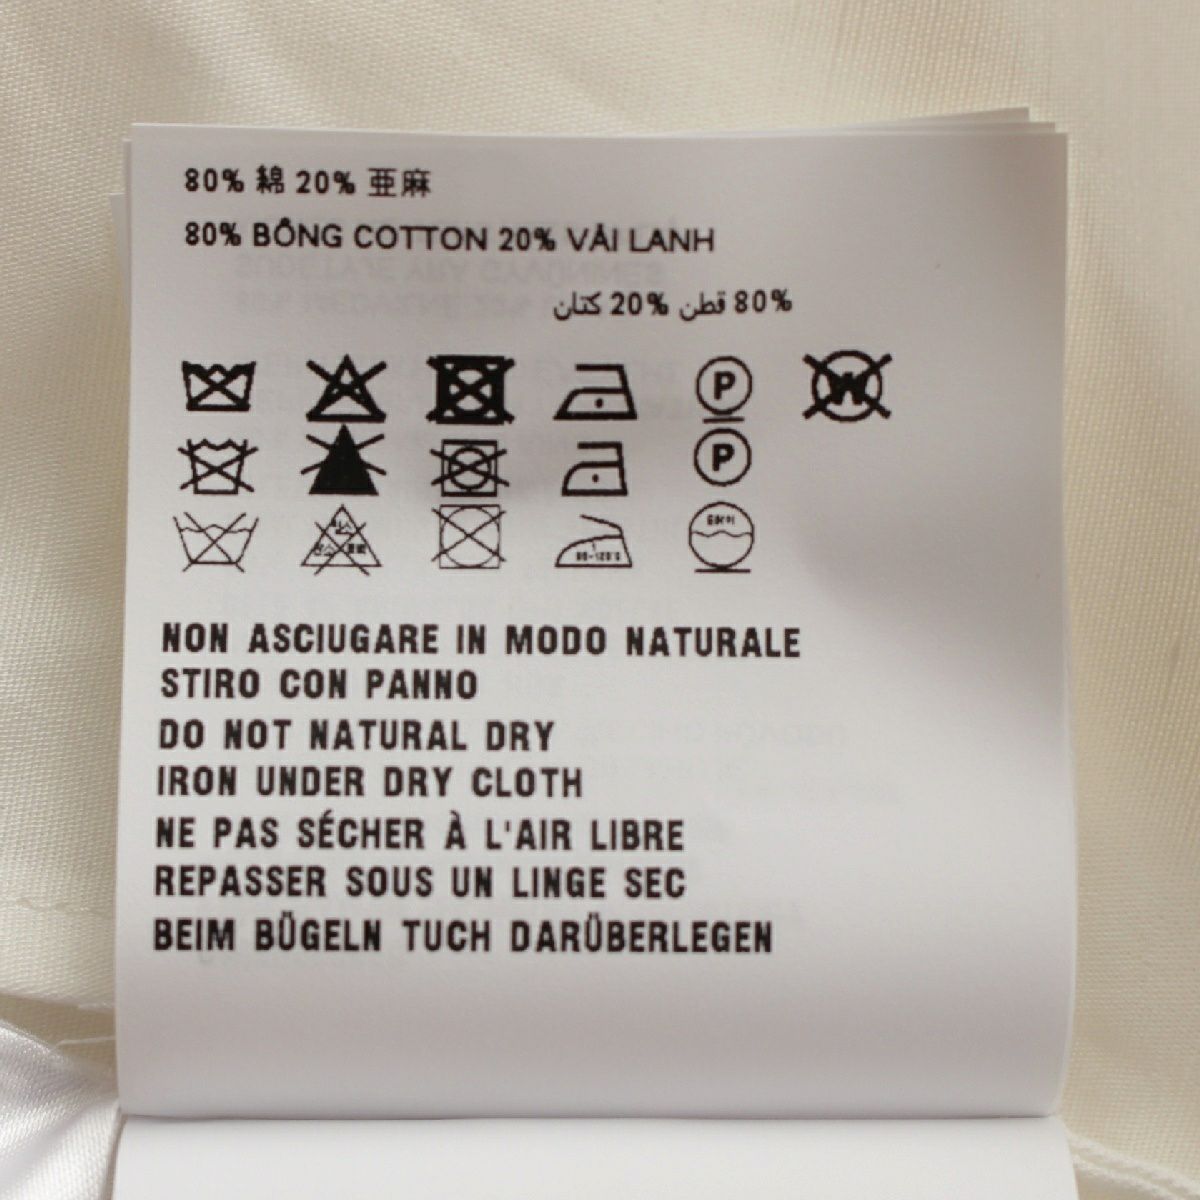 80% 綿 20% 亜麻
80% BÔNG COTTON 20% VẢI LANH
80% قطن 20% كتان
P W
P
NON ASCIUGARE IN MODO NATURALE
STIRO CON PANNO
DO NOT NATURAL DRY
IRON UNDER DRY CLOTH
NE PAS SÉCHER À L'AIR LIBRE
REPASSER SOUS UN LINGE SEC
BEIM BÜGELN TUCH DARÜBERLEGEN